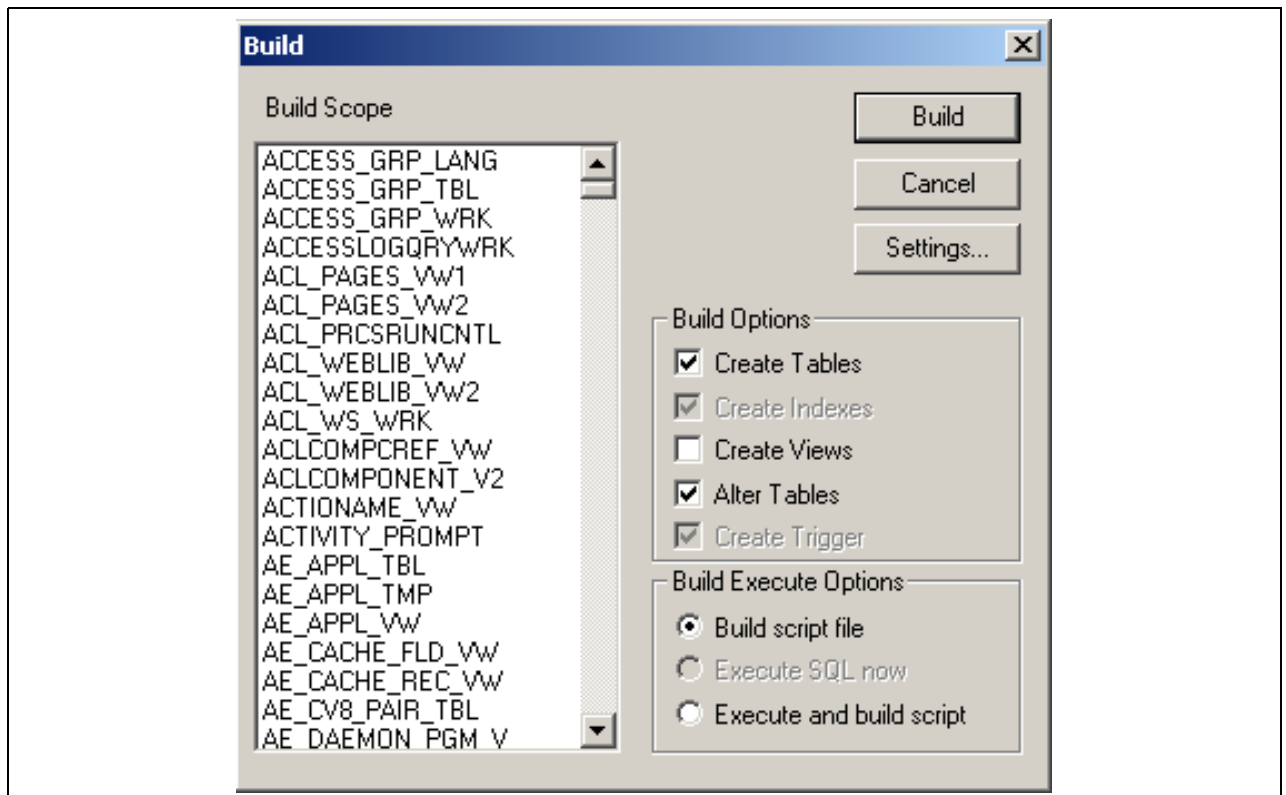 Build
Build Scope
ACCESS_GRP_LANG
ACCESS_GRP_TBL
ACCESS_GRP_WRK
ACCESSLOGQRYWRK
ACL_PAGES_VW1
ACL_PAGES_VW2
ACL_PRCSRUNCNTL
ACL_WEBLIB_VW
ACL_WEBLIB_VW2
ACL_WS_WRK
ACLCOMPCREF_VW
ACLCOMPONENT_V2
ACTIONAME_VW
ACTIVITY_PROMPT
AE_APPL_TBL
AE_APPL_TMP
AE_APPL_VW
AE_CACHE_FLD_VW
AE_CACHE_REC_VW
AE_CV8_PAIR_TBL
AE_DAEMON_PGM_V
Build
Cancel
Settings...
Build Options
Create Tables
Create Indexes
Create Views
Alter Tables
Create Trigger
Build Execute Options
Build script file
Execute SQL now
Execute and build script